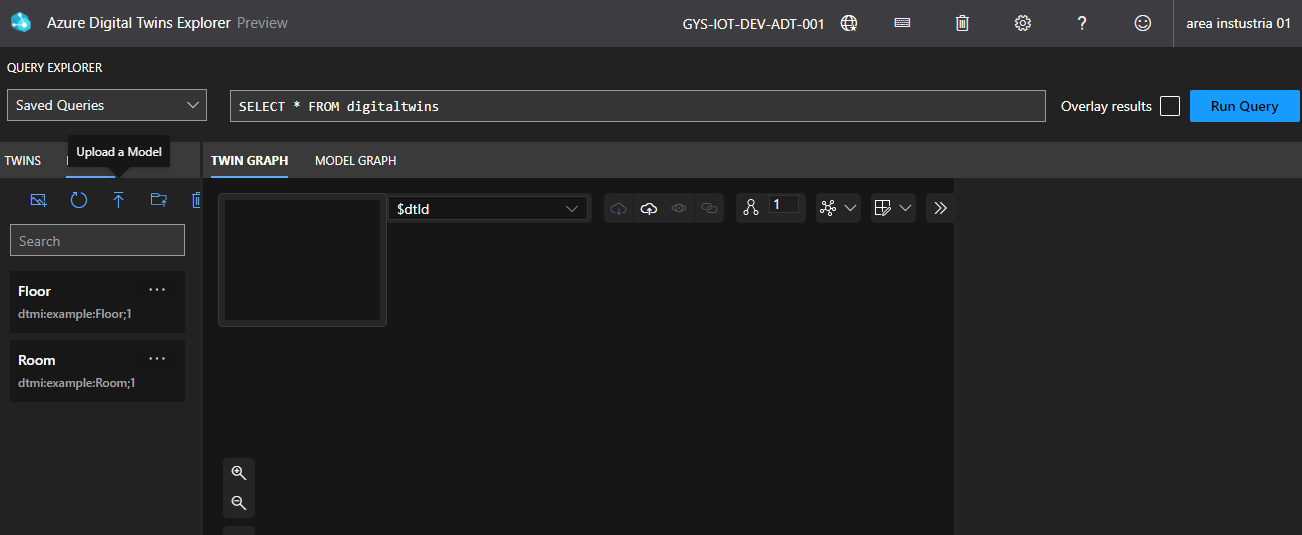 Azure Digital Twins Explorer Preview
GYS-IOT-DEV-ADT-001
?
area instustria 01
QUERY EXPLORER
Saved Queries
SELECT * FROM digitaltwins
Overlay results
Run Query
Upload a Model
TWINS
TWIN GRAPH
MODEL GRAPH
$dtId
1
Search
Floor
dtmi:example:Floor;1
Room
dtmi:example:Room;1